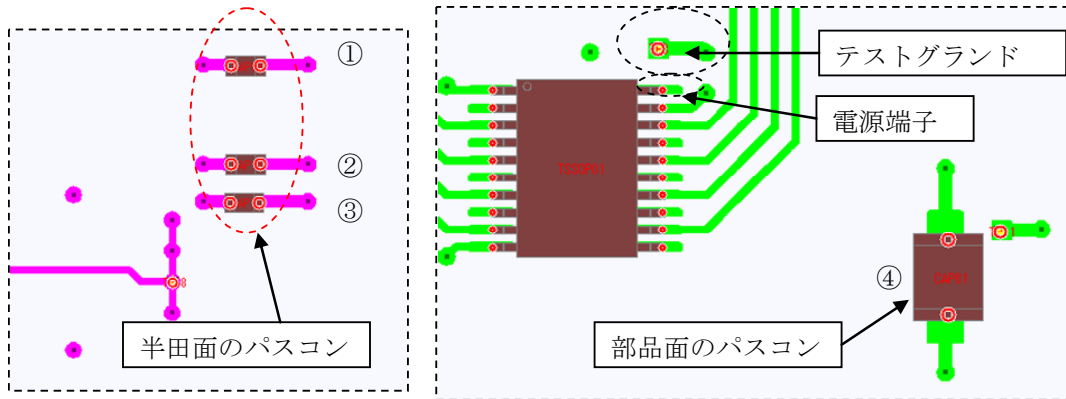 ①
②
③
半田面のパスコン
テストグランド
電源端子
TSSOP01
④
CAP01
部品面のパスコン